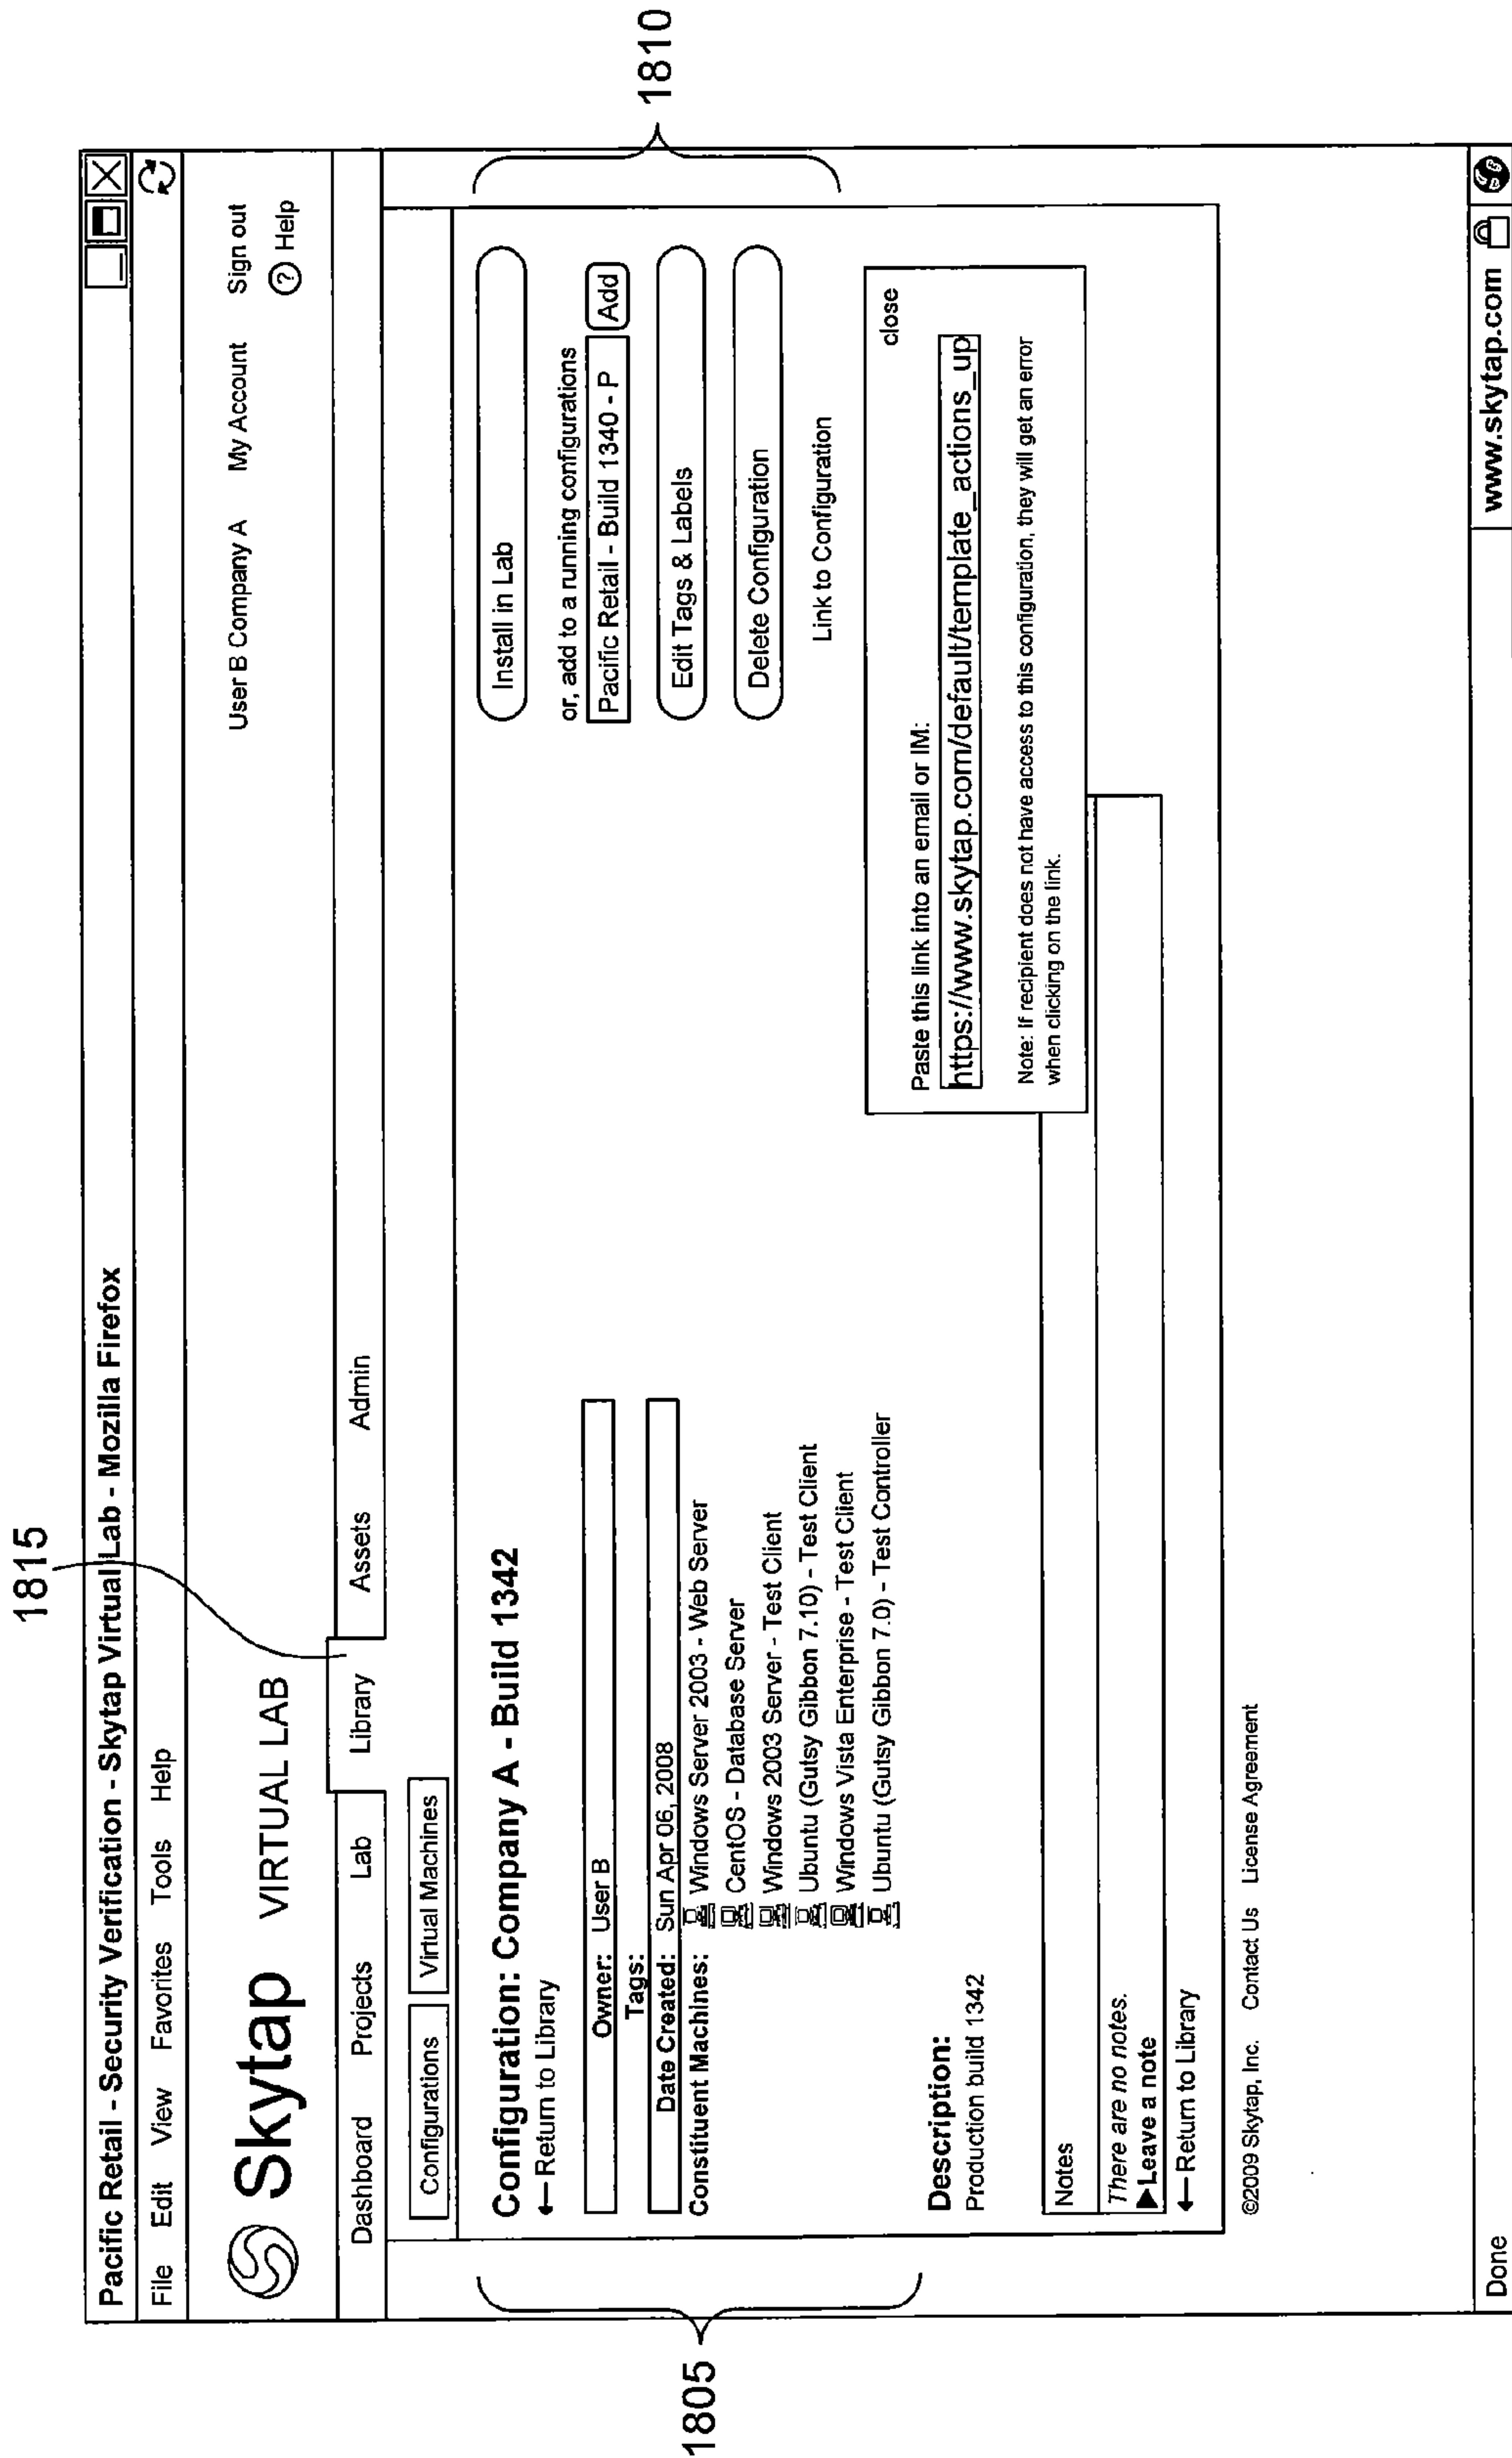 1815
Pacific Retail - Security Verification - Skytap Virtual Lab - Mozilla Firefox
File Edit View Favorites Tools Help
Skytap VIRTUAL LAB
User B Company A My Account Sign out
? Help
Dashboard Projects Lab Library Assets Admin
Configurations Virtual Machines
Configuration: Company A - Build 1342
←Return to Library
Owner: User B
Tags:
Date Created: Sun Apr 06, 2008
Constituent Machines: Windows Server 2003 - Web Server
CentOS - Database Server
Windows 2003 Server - Test Client
Ubuntu (Gutsy Gibbon 7.10) - Test Client
Windows Vista Enterprise - Test Client
Ubuntu (Gutsy Gibbon 7.0) - Test Controller
1805
Install in Lab
or, add to a running configurations
Pacific Retail - Build 1340 - P Add
Edit Tags & Labels
Delete Configuration
Link to Configuration
1810
close
Paste this link into an email or IM:
https://www.skytap.com/default/template_actions_up
Note: If recipient does not have access to this configuration, they will get an error
when clicking on the link.
Description:
Production build 1342
Notes
There are no notes.
▶Leave a note
←Return to Library
©2009 Skytap, Inc. Contact Us License Agreement
Done www.skytap.com